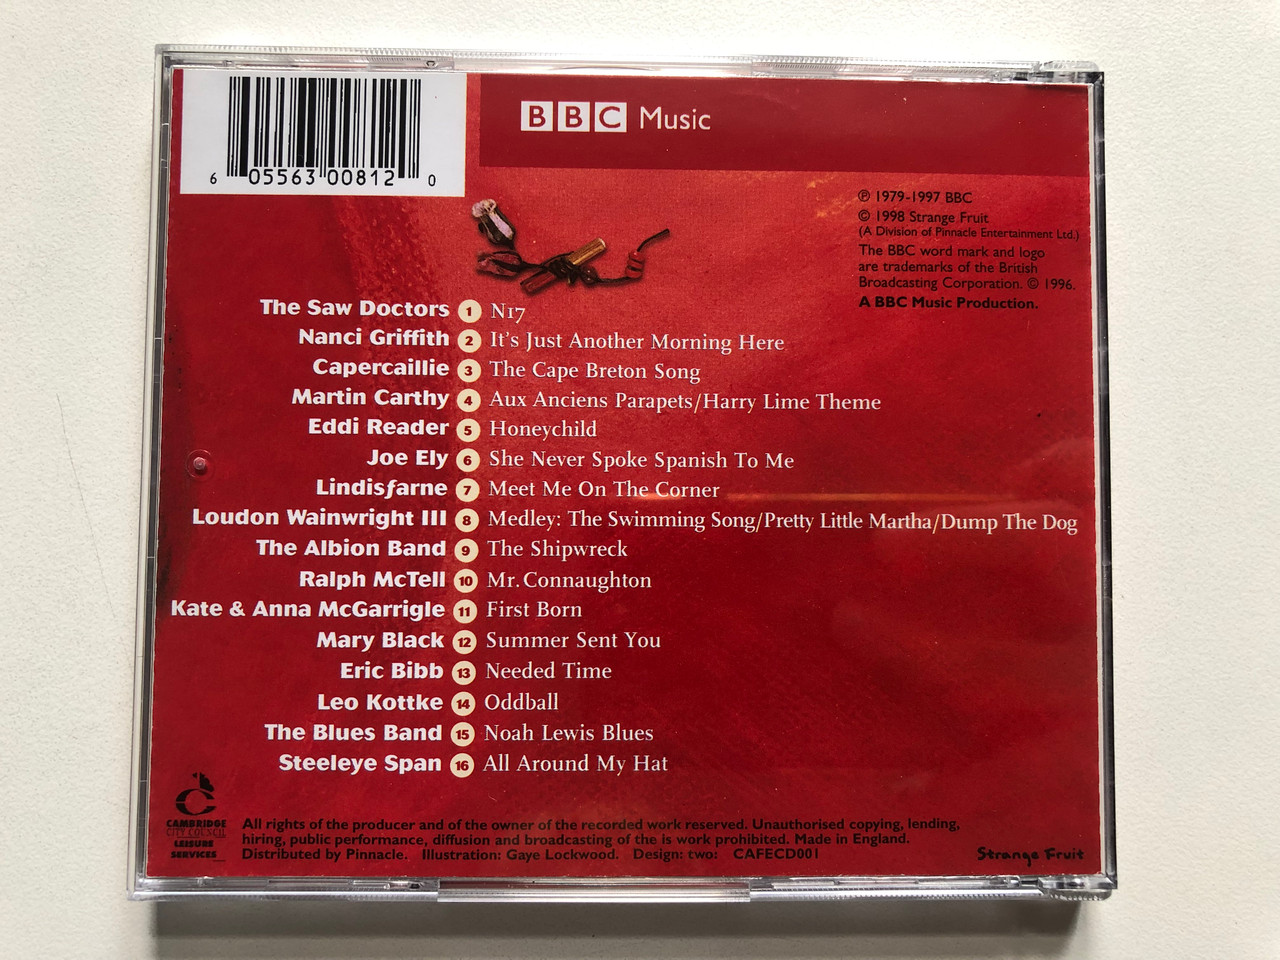 BBC Music
6 05563 00812 0
℗ 1979-1997 BBC
© 1998 Strange Fruit
(A Division of Pinnacle Entertainment Ltd.)
The BBC word mark and logo
are trademarks of the British
Broadcasting Corporation. © 1996.
A BBC Music Production.
The Saw Doctors 1 N17
Nanci Griffith 2 It's Just Another Morning Here
Capercaillie 3 The Cape Breton Song
Martin Carthy 4 Aux Anciens Parapets/Harry Lime Theme
Eddi Reader 5 Honeychild
Joe Ely 6 She Never Spoke Spanish To Me
Lindisfarne 7 Meet Me On The Corner
Loudon Wainwright III 8 Medley: The Swimming Song/Pretty Little Martha/Dump The Dog
The Albion Band 9 The Shipwreck
Ralph McTell 10 Mr. Connaughton
Kate & Anna McGarrigle 11 First Born
Mary Black 12 Summer Sent You
Eric Bibb 13 Needed Time
Leo Kottke 14 Oddball
The Blues Band 15 Noah Lewis Blues
Steeleye Span 16 All Around My Hat
CAMBRIDGE
CITY COUNCIL
LEISURE
SERVICES
All rights of the producer and of the owner of the recorded work reserved. Unauthorised copying, lending,
hiring, public performance, diffusion and broadcasting of the is work prohibited. Made in England.
Distributed by Pinnacle. Illustration: Gaye Lockwood. Design: two: CAFECD001
Strange Fruit